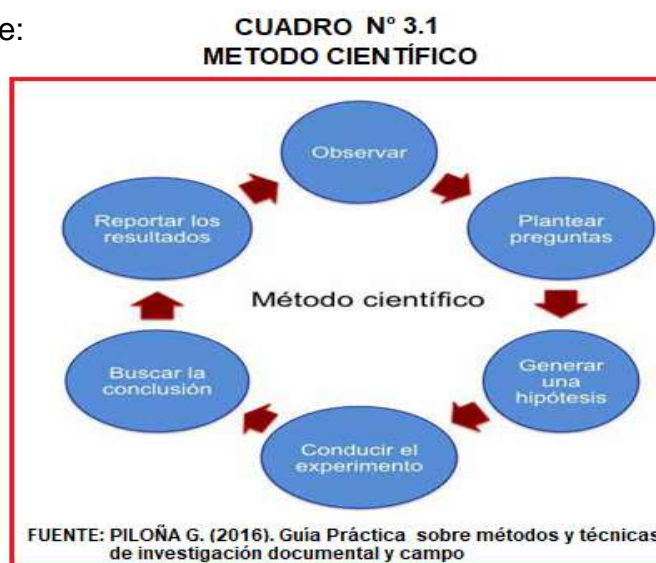 e:
CUADRO N° 3.1
METODO CIENTÍFICO
Observar
Plantear
preguntas
Generar
una
hipótesis
Conducir el
experimento
Buscar la
conclusión
Reportar los
resultados
Método científico
FUENTE: PILOÑA G. (2016). Guía Práctica sobre métodos y técnicas
de investigación documental y campo